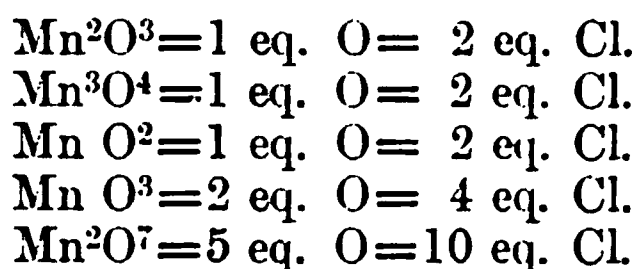 Mn²O³=1 eq. O= 2 eq. Cl.
Mn³O⁴=1 eq. O= 2 eq. Cl.
Mn O²=1 eq. O= 2 eq. Cl.
Mn O³=2 eq. O= 4 eq. Cl.
Mn²O⁷=5 eq. O=10 eq. Cl.